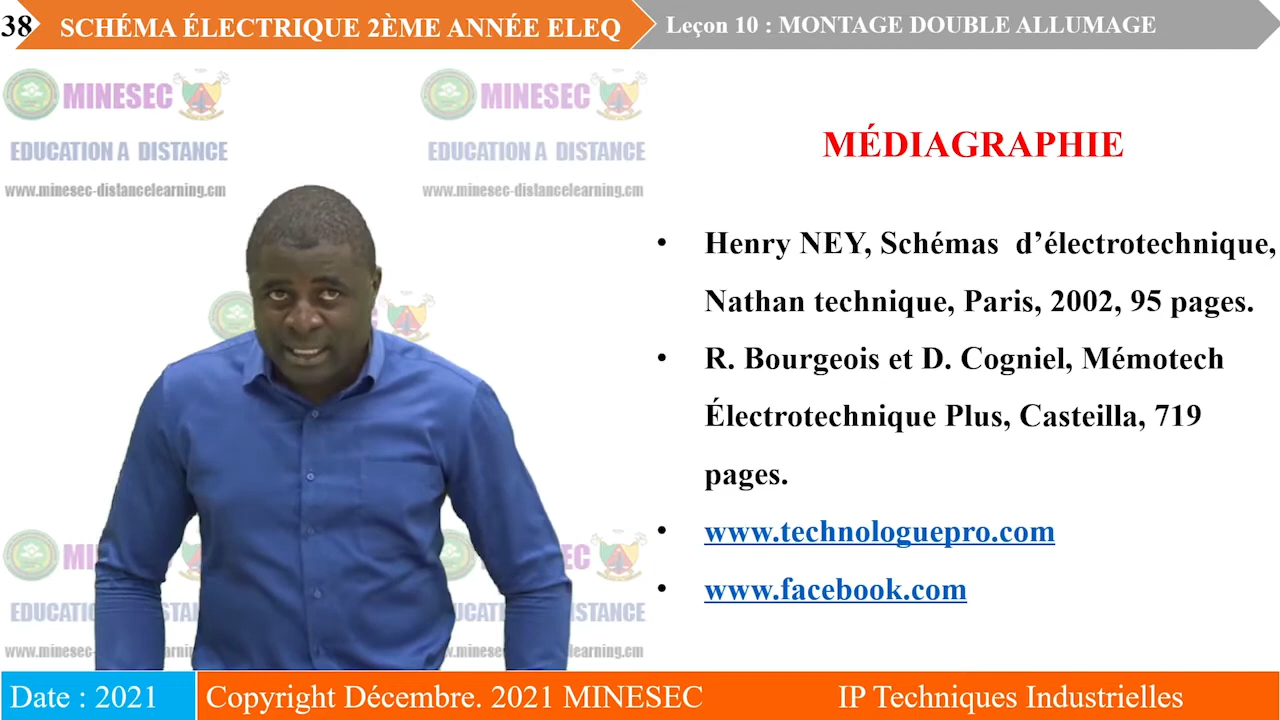 38
SCHÉMA ÉLECTRIQUE 2ÈME ANNÉE ELEQ
Leçon 10 : MONTAGE DOUBLE ALLUMAGE
MINESEC
MINESEC
EDUCATION A DISTANCE
EDUCATION A DISTANCE
www.minesec-distancelearning.cm
www.minesec-distancelearning.cm
MÉDIAGRAPHIE
• Henry NEY, Schémas d’électrotechnique,
Nathan technique, Paris, 2002, 95 pages.
• R. Bourgeois et D. Cogniel, Mémotech
Électrotechnique Plus, Casteilla, 719
pages.
• www.technologuepro.com
• www.facebook.com
Date : 2021
Copyright Décembre. 2021 MINESEC
IP Techniques Industrielles